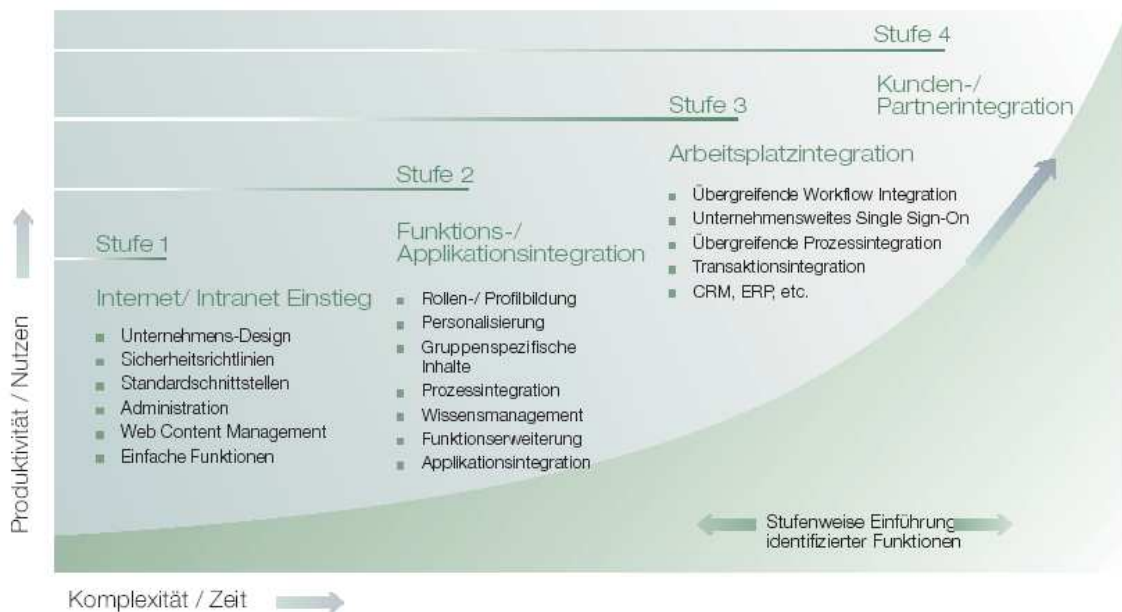 Stufe 4
Kunden-/
Partnerintegration
Stufe 3
Arbeitsplatzintegration
Übergreifende Workflow Integration
Unternehmensweites Single Sign-On
Übergreifende Prozessintegration
Transaktionsintegration
CRM, ERP, etc.
Stufe 2
Funktions-/
Applikationsintegration
Rollen-/ Profilbildung
Personalisierung
Gruppenspezifische
Inhalte
Prozessintegration
Wissensmanagement
Funktionserweiterung
Applikationsintegration
Stufe 1
Internet/ Intranet Einstieg
Unternehmens-Design
Sicherheitsrichtlinien
Standardschnittstellen
Administration
Web Content Management
Einfache Funktionen
Stufenweise Einführung
identifizierter Funktionen
Produktivität / Nutzen
Komplexität / Zeit